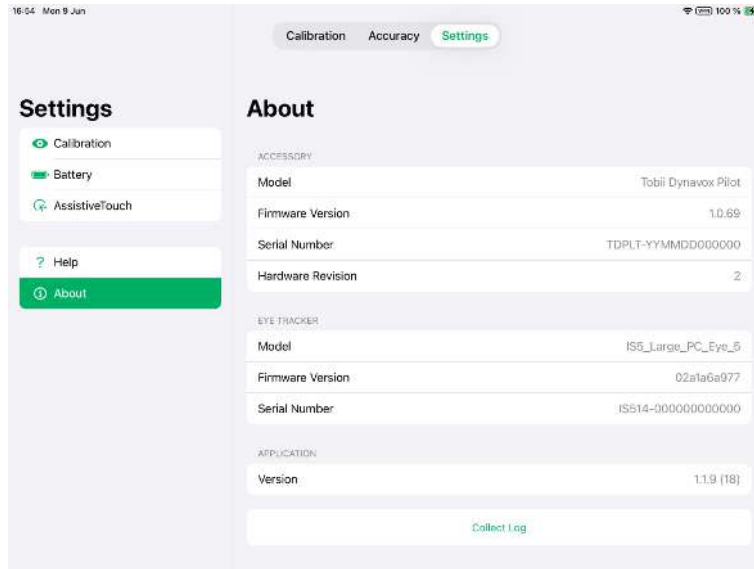 16:54 Mon 9 Jun
100 %
Calibration Accuracy Settings
Settings
Calibration
Battery
AssistiveTouch
Help
About
About
ACCESSORY
Model Tobii Dynavox Pilot
Firmware Version 1.0.69
Serial Number TDPLT-YYMMDD000000
Hardware Revision 2
EYE TRACKER
Model IS5_Large_PC_Eye_5
Firmware Version 02a1a6a977
Serial Number IS514-000000000000
APPLICATION
Version 1.1.9 (18)
Collect Log